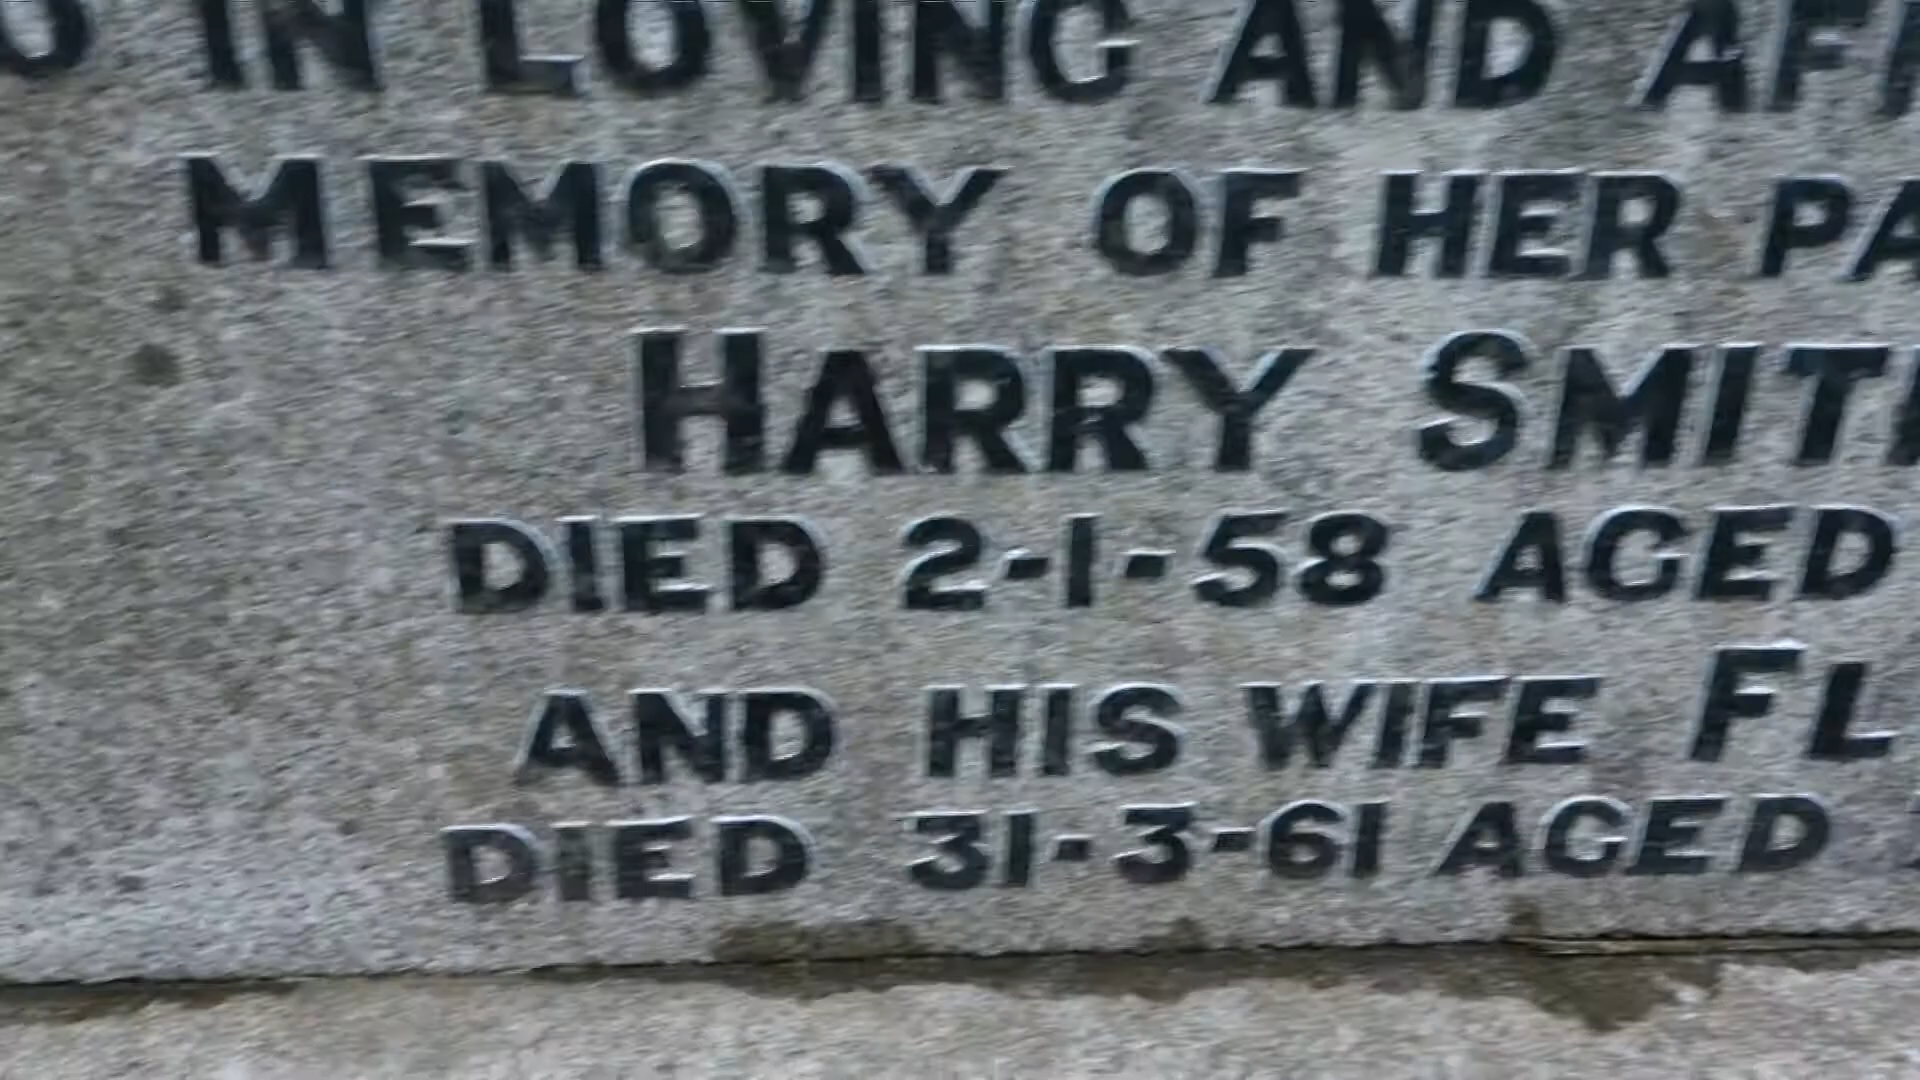 IN LOVING AND
MEMORY OF HER
HARRY SMITH
DIED 2-1-58 AGED
AND HIS WIFE
DIED 31-3-61 AGED